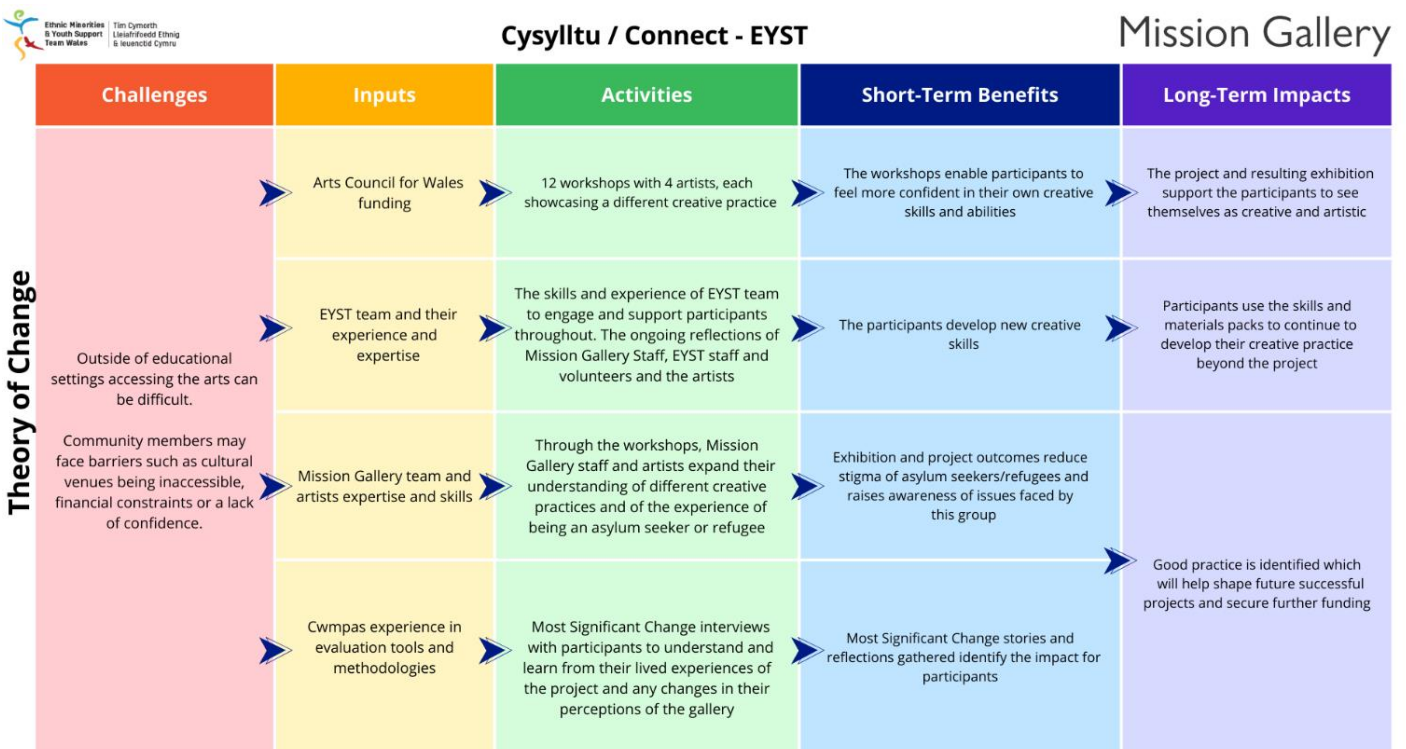 Ethnic Minorities
& Youth Support
Team Wales
Tîm Cymorth
Lleiafrifoedd Ethnig
& Ieuenctid Cymru
Cysylltu / Connect - EYST
Mission Gallery
Theory of Change
Challenges
Inputs
Activities
Short-Term Benefits
Long-Term Impacts
Outside of educational
settings accessing the arts can
be difficult.
Community members may
face barriers such as cultural
venues being inaccessible,
financial constraints or a lack
of confidence.
Arts Council for Wales
funding
12 workshops with 4 artists, each
showcasing a different creative practice
The workshops enable participants to
feel more confident in their own creative
skills and abilities
The project and resulting exhibition
support the participants to see
themselves as creative and artistic
EYST team and their
experience and
expertise
The skills and experience of EYST team
to engage and support participants
throughout. The ongoing reflections of
Mission Gallery Staff, EYST staff and
volunteers and the artists
The participants develop new creative
skills
Participants use the skills and
materials packs to continue to
develop their creative practice
beyond the project
Mission Gallery team and
artists expertise and skills
Through the workshops, Mission
Gallery staff and artists expand their
understanding of different creative
practices and of the experience of
being an asylum seeker or refugee
Exhibition and project outcomes reduce
stigma of asylum seekers/refugees and
raises awareness of issues faced by
this group
Good practice is identified which
will help shape future successful
projects and secure further funding
Cwmpas experience in
evaluation tools and
methodologies
Most Significant Change interviews
with participants to understand and
learn from their lived experiences of
the project and any changes in their
perceptions of the gallery
Most Significant Change stories and
reflections gathered identify the impact for
participants